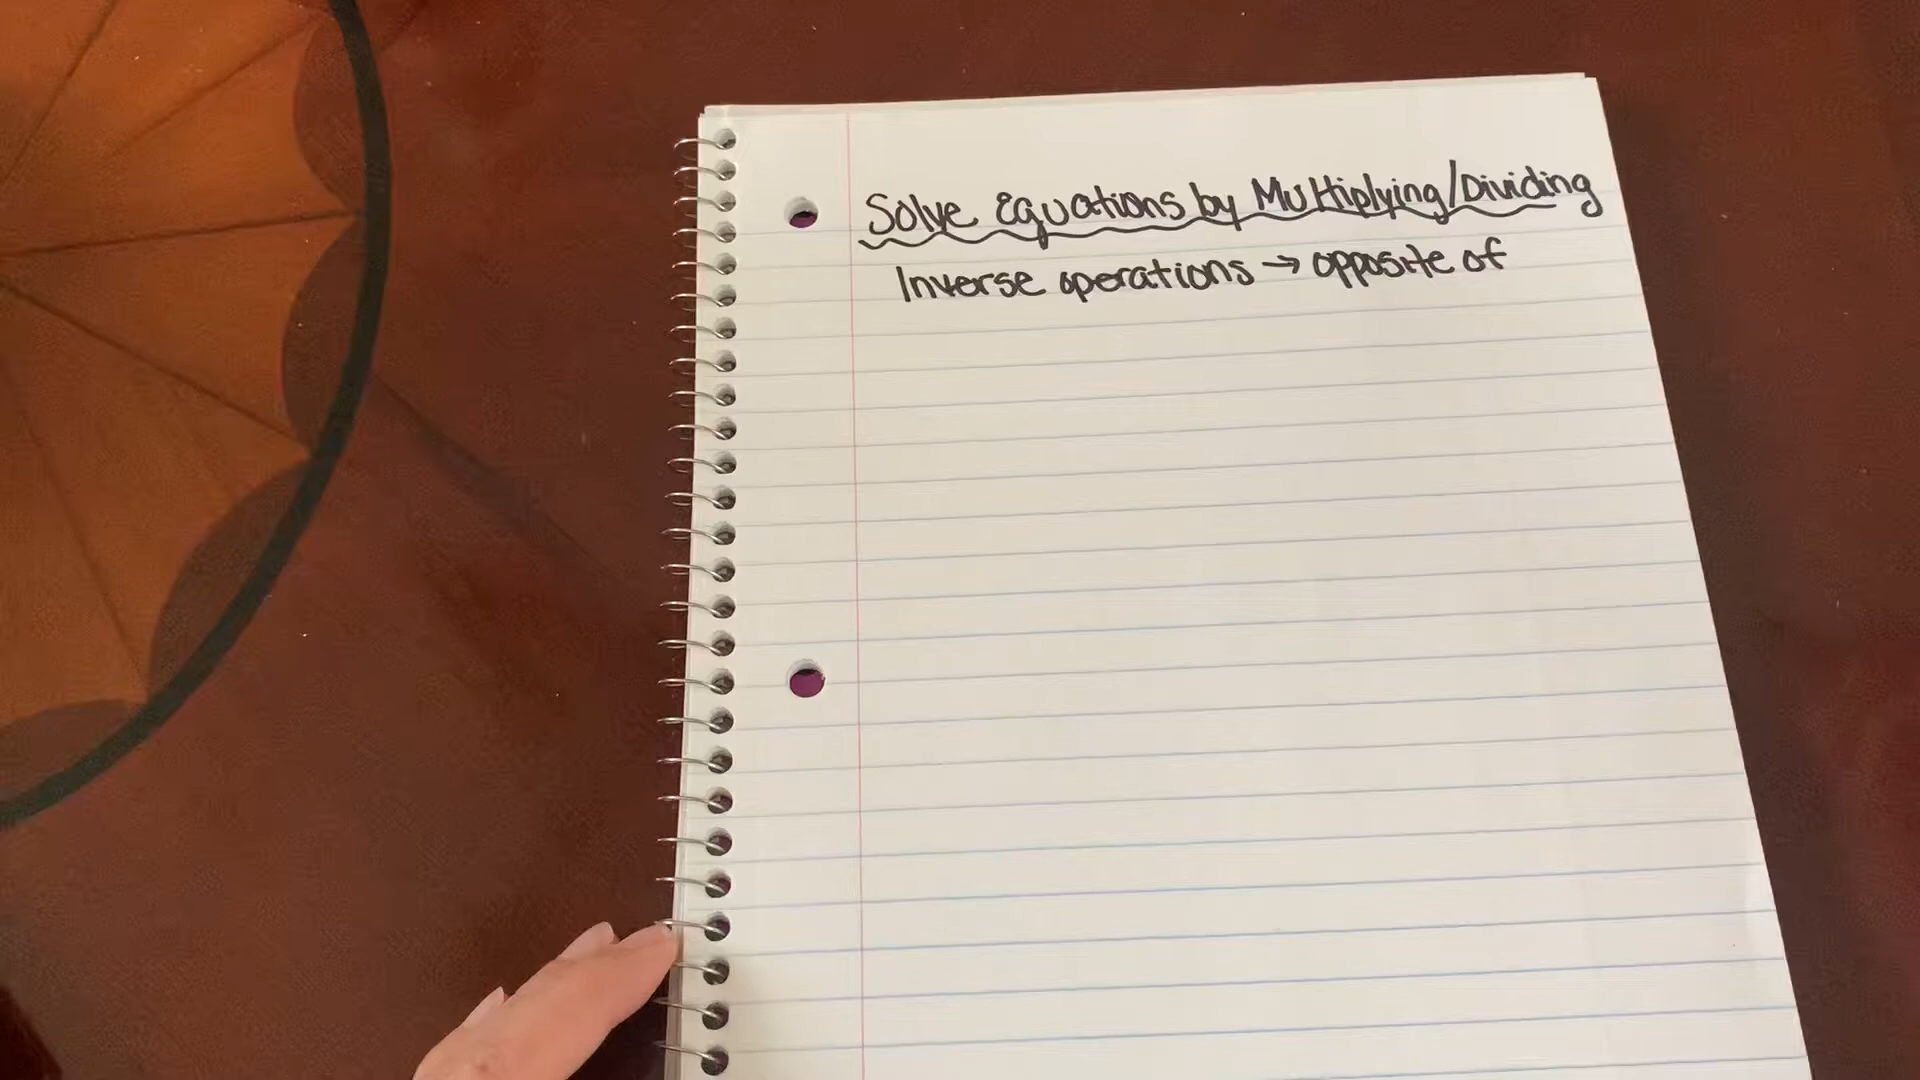 Solve Equations by Multiplying/Dividing
Inverse operations → opposite of